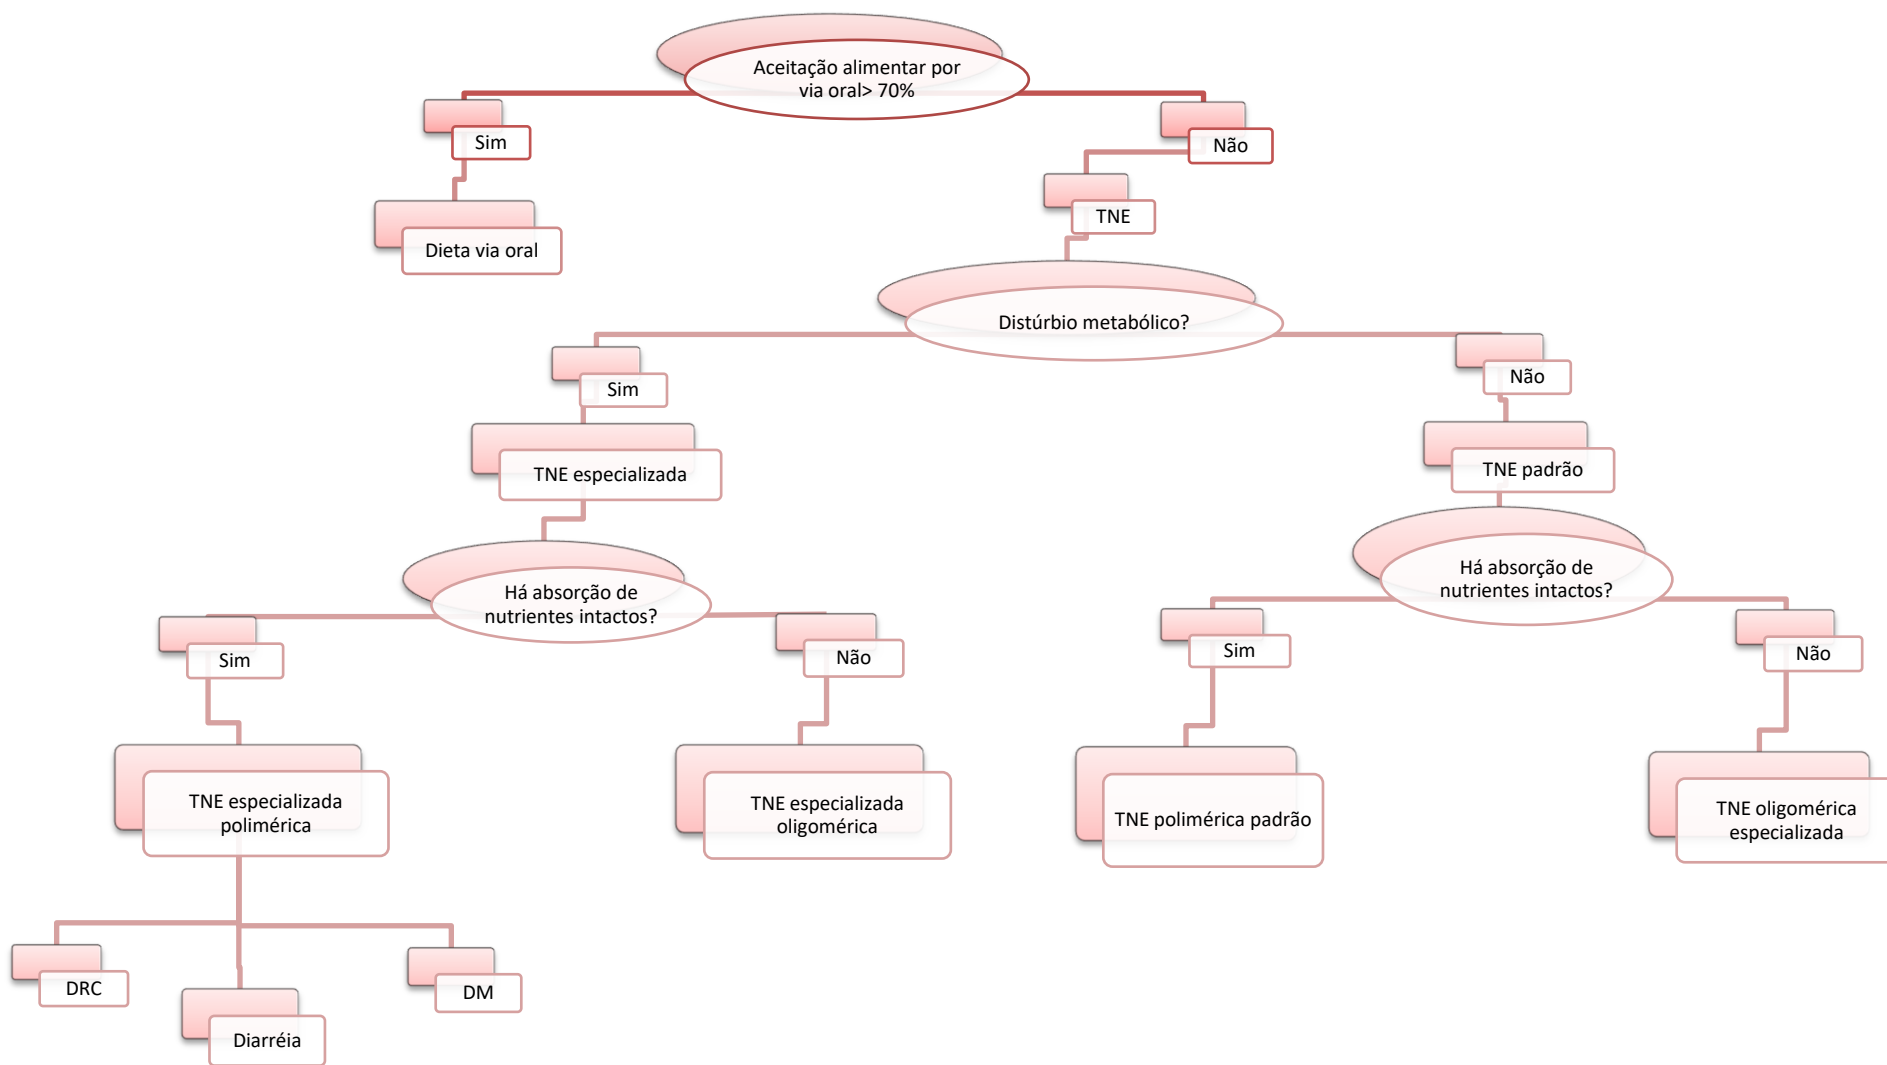 Aceitação alimentar por
via oral> 70%
Sim
Não
Dieta via oral
TNE
Distúrbio metabólico?
Sim
Não
TNE especializada
TNE padrão
Há absorção de
nutrientes intactos?
Há absorção de
nutrientes intactos?
Sim
Não
Sim
Não
TNE especializada
polimérica
TNE especializada
oligomérica
TNE polimérica padrão
TNE oligomérica
especializada
DRC
Diarréia
DM